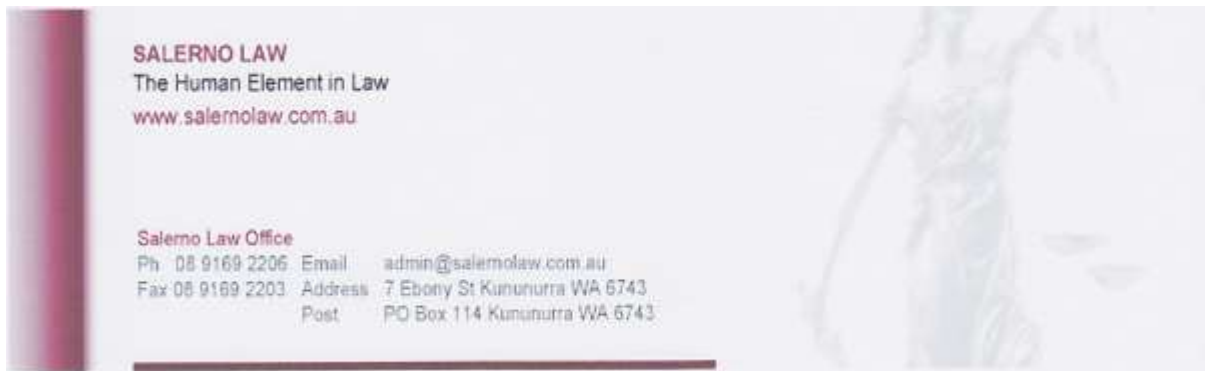 SALERNO LAW
The Human Element in Law
www.salernolaw.com.au
Salerno Law Office
Ph 08 9169 2206 Email admin@salernolaw.com.au
Fax 08 9169 2203 Address 7 Ebony St Kununurra WA 6743
Post PO Box 114 Kununurra WA 6743